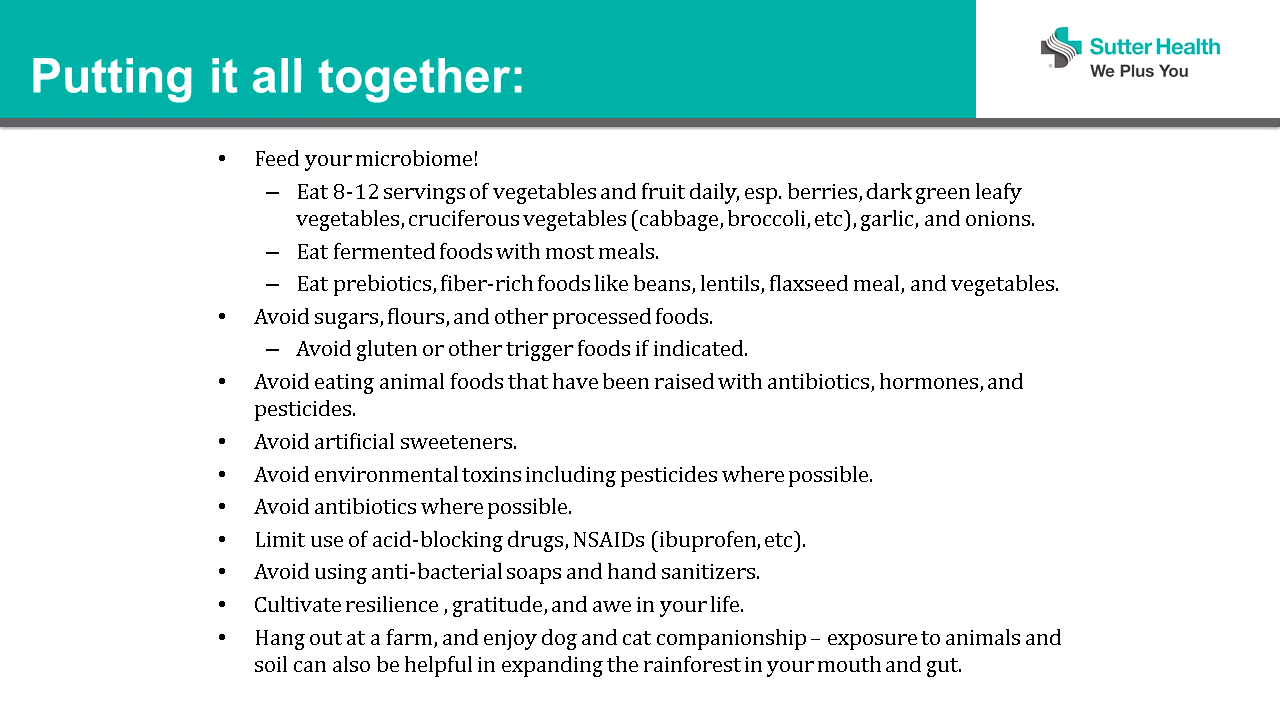 Putting it all together:
Sutter Health
We Plus You
• Feed your microbiome!
– Eat 8-12 servings of vegetables and fruit daily, esp. berries, dark green leafy
vegetables, cruciferous vegetables (cabbage, broccoli, etc), garlic, and onions.
– Eat fermented foods with most meals.
– Eat prebiotics, fiber-rich foods like beans, lentils, flaxseed meal, and vegetables.
• Avoid sugars, flours, and other processed foods.
– Avoid gluten or other trigger foods if indicated.
• Avoid eating animal foods that have been raised with antibiotics, hormones, and
pesticides.
• Avoid artificial sweeteners.
• Avoid environmental toxins including pesticides where possible.
• Avoid antibiotics where possible.
• Limit use of acid-blocking drugs, NSAIDs (ibuprofen, etc).
• Avoid using anti-bacterial soaps and hand sanitizers.
• Cultivate resilience , gratitude, and awe in your life.
• Hang out at a farm, and enjoy dog and cat companionship – exposure to animals and
soil can also be helpful in expanding the rainforest in your mouth and gut.